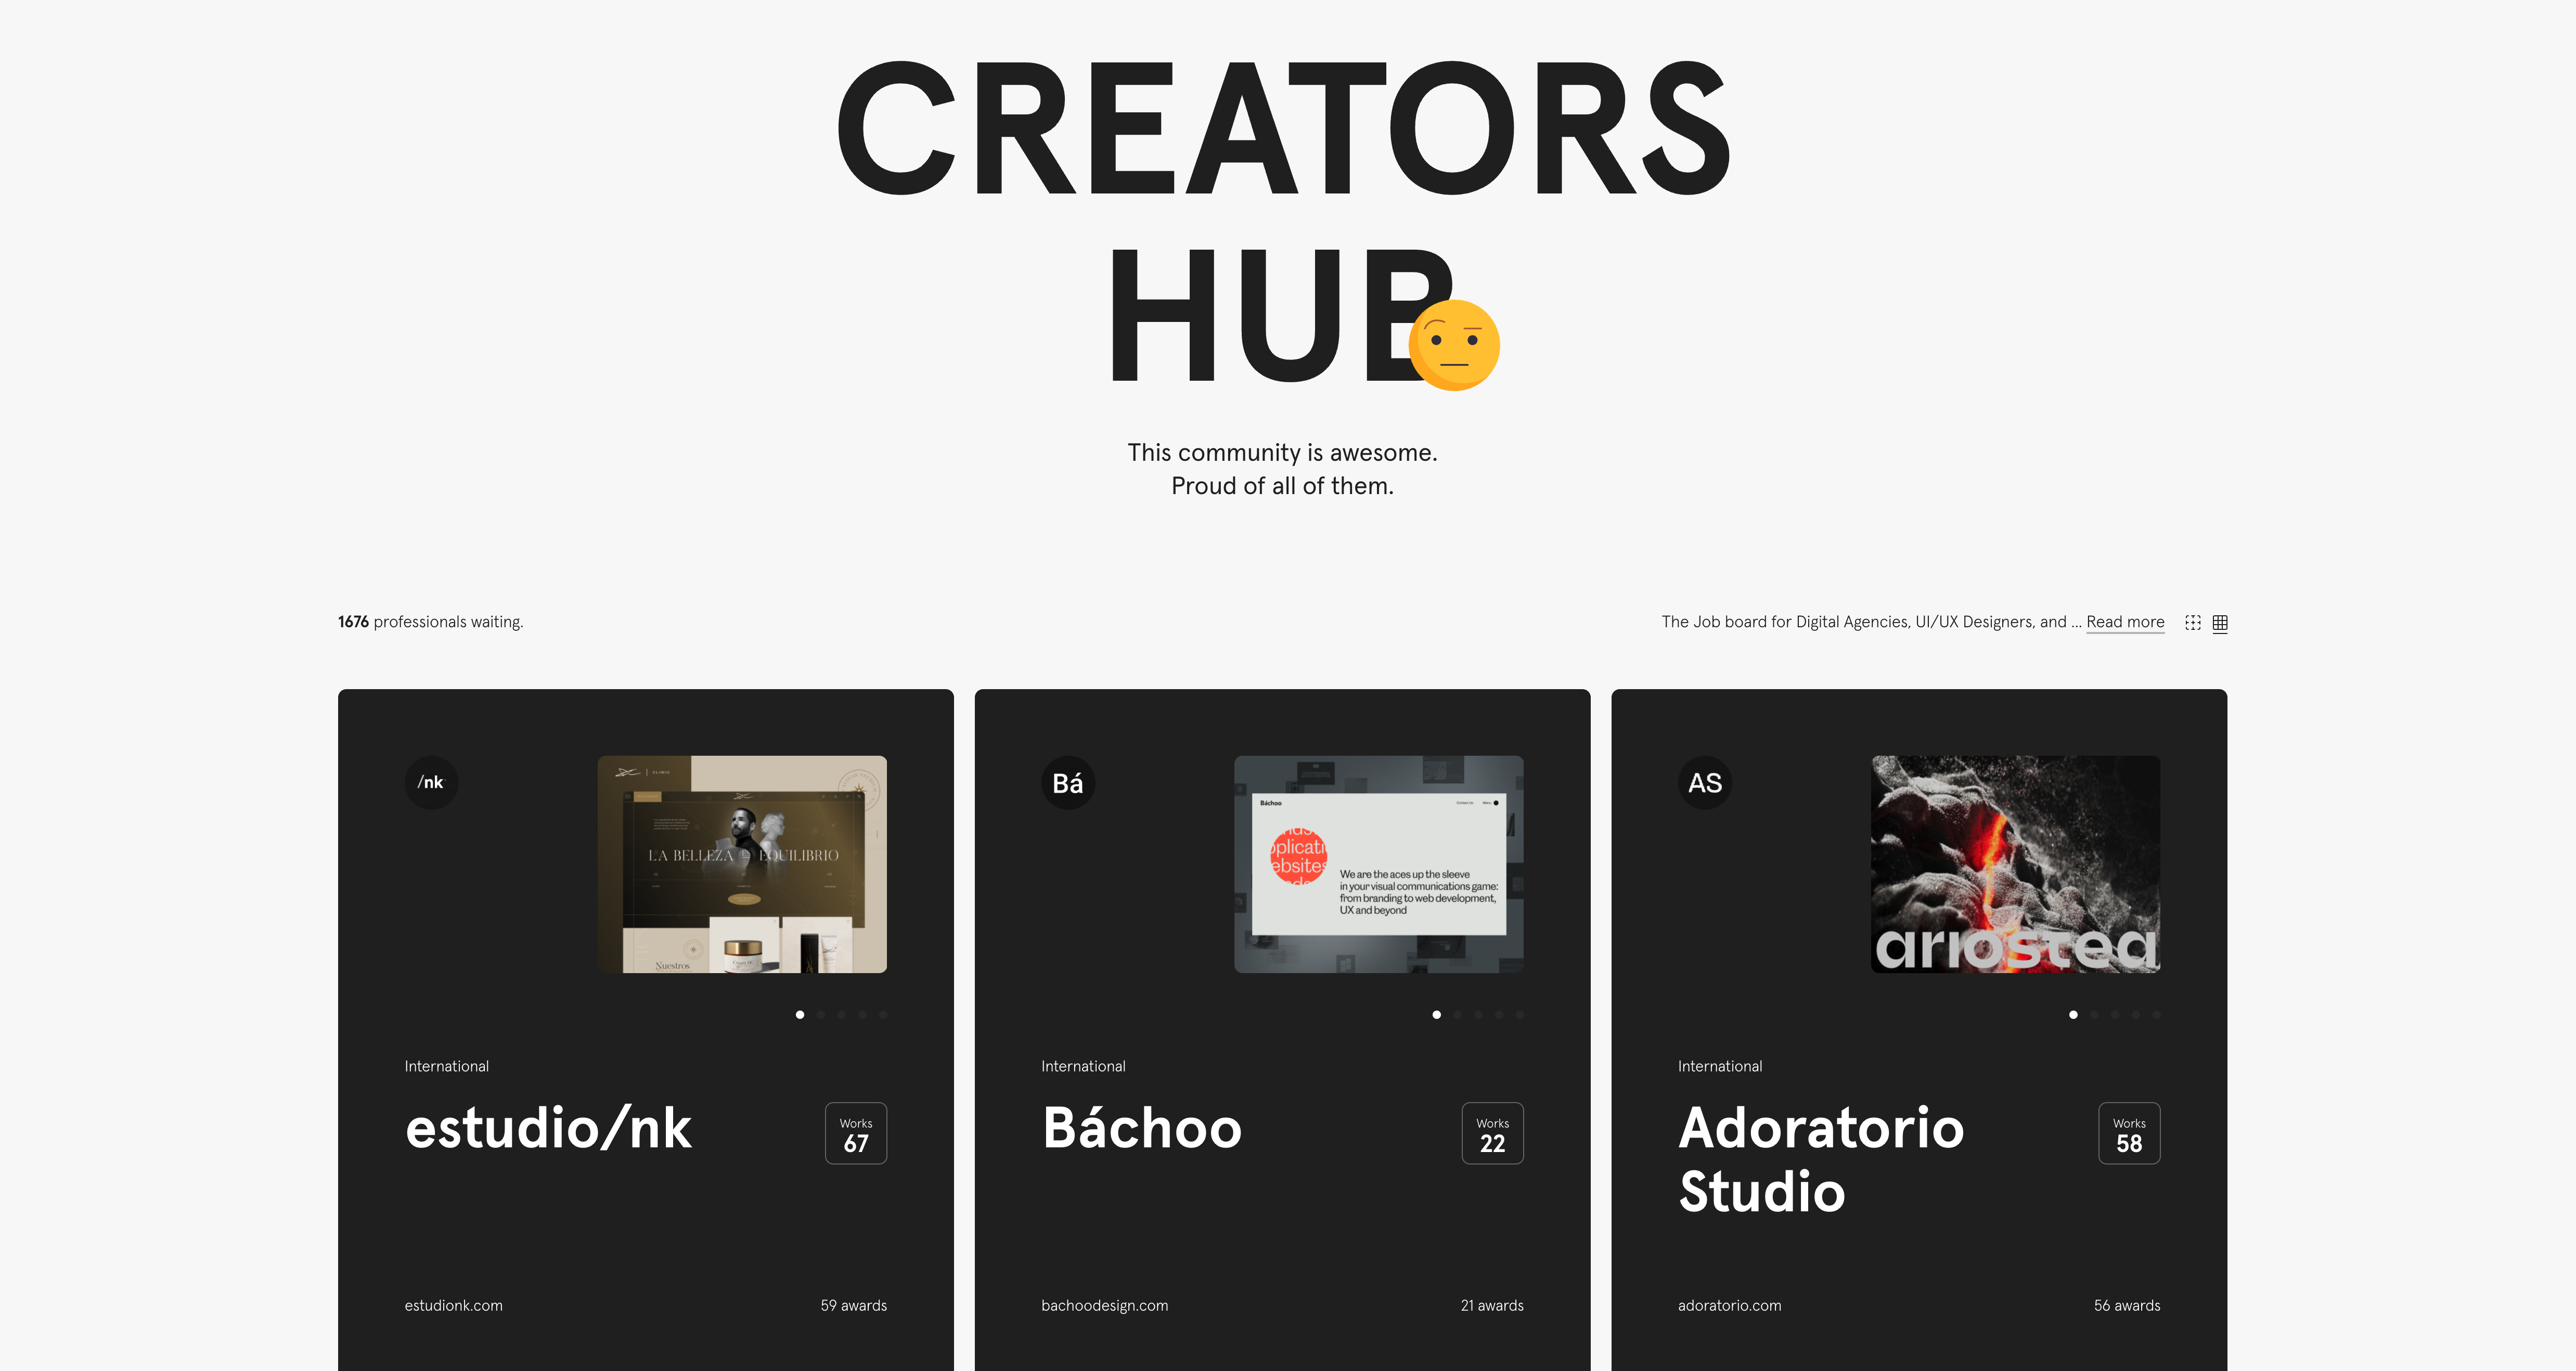 CREATORS
HUB
This community is awesome.
Proud of all of them.
1676 professionals waiting.
The Job board for Digital Agencies, UI/UX Designers, and ... Read more
/nk
LA BELLEZA EQUILIBRIO
Nuestros
International
estudio/nk
Works
67
estudionk.com
59 awards
Bá
Báchoo
Contact Us
Menu
We are the aces up the sleeve
in your visual communications game:
from branding to web development,
UX and beyond
International
Báchoo
Works
22
bachoodesign.com
21 awards
AS
ariostea
International
Adoratorio
Studio
Works
58
adoratorio.com
56 awards